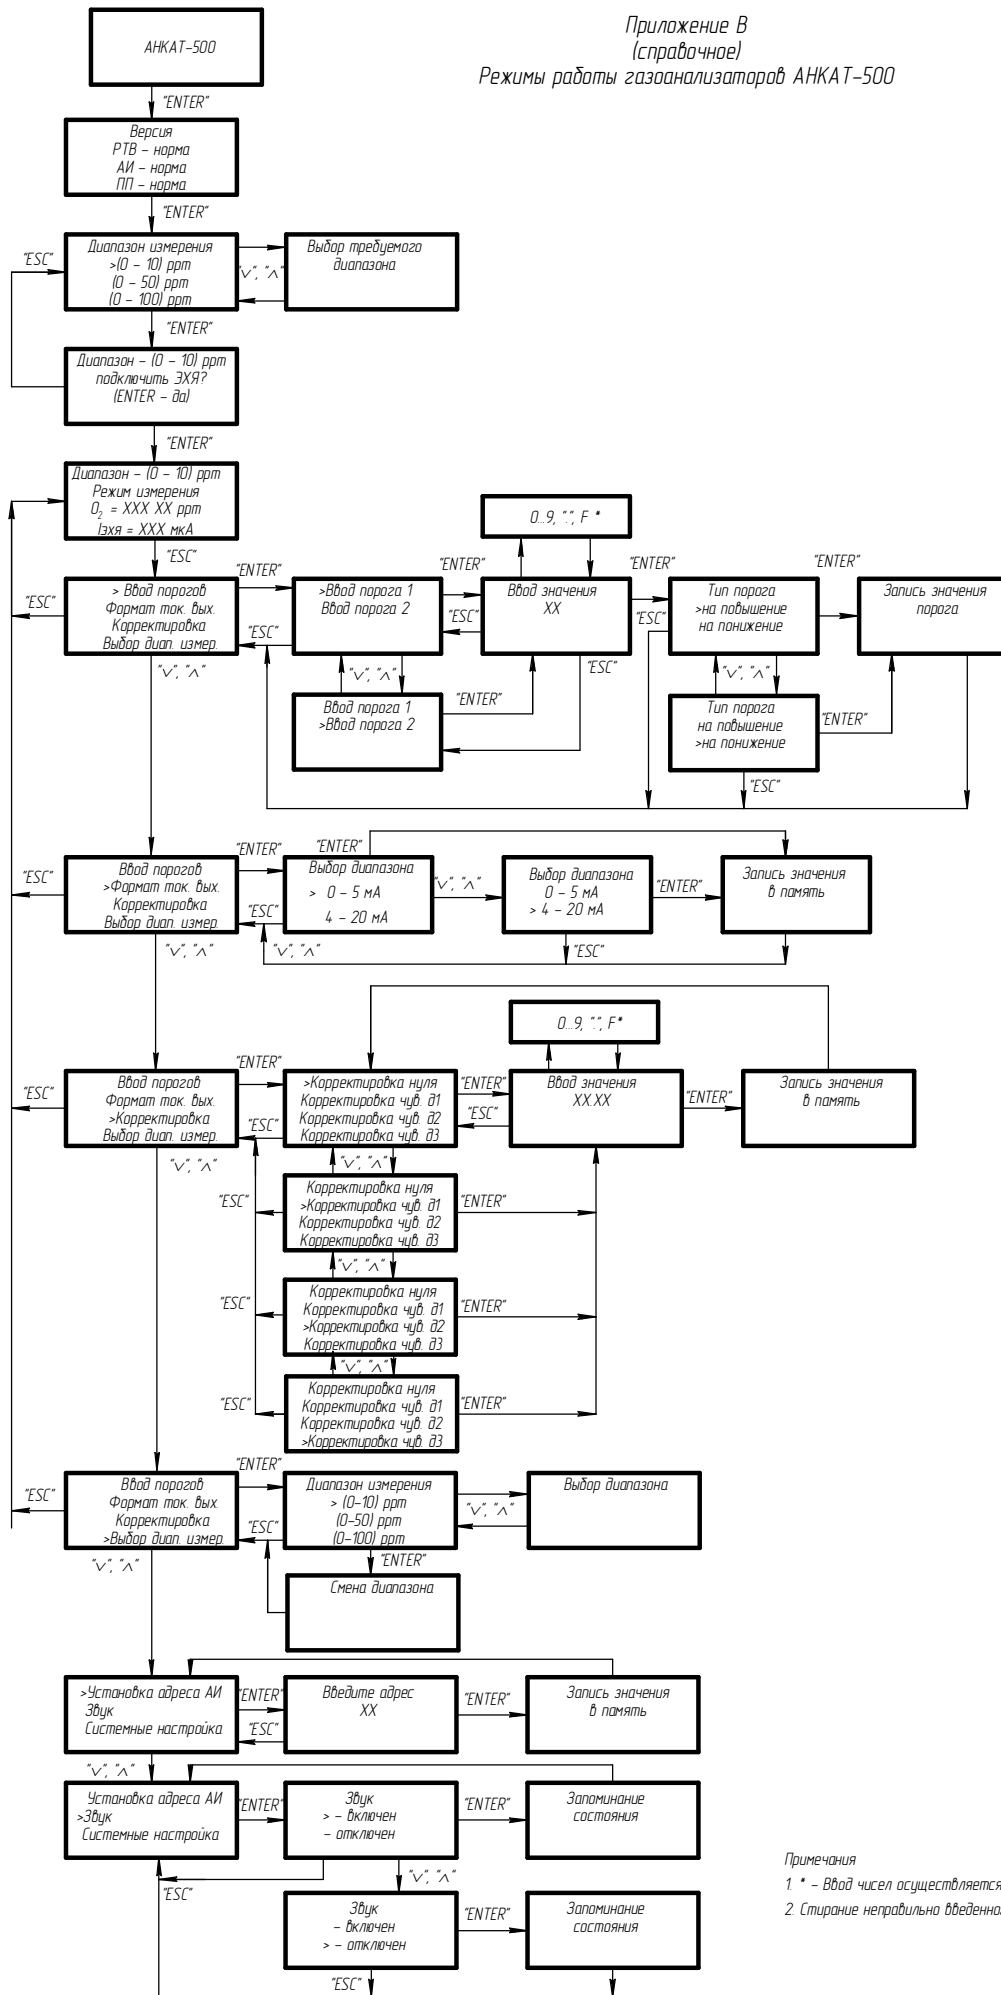 Приложение В
(справочное)
Режимы работы газоанализаторов АНКАТ-500
АНКАТ-500
"ENTER"
Версия
РТВ - норма
АИ - норма
ПП - норма
"ENTER"
"ESC"
Диапазон измерения
>(0 - 10) ppm
(0 - 50) ppm
(0 - 100) ppm
"∨", "∧"
Выбор требуемого
диапазона
"ENTER"
Диапазон - (0 - 10) ppm
подключить ЭХЯ?
(ENTER - да)
"ENTER"
Диапазон - (0 - 10) ppm
Режим измерения
O2 = XXX XX ppm
Iэхя = XXX мкА
"ESC"
0...9, ".", F *
"ESC"
> Ввод порогов
Формат ток. вых.
Корректировка
Выбор диап. измер.
"ENTER"
"ESC"
>Ввод порога 1
Ввод порога 2
"ENTER"
"ESC"
Ввод значения
XX
"ENTER"
"ESC"
Тип порога
>на повышение
на понижение
"ENTER"
Запись значения
порога
"∨", "∧"
"∨", "∧"
"ESC"
"∨", "∧"
Ввод порога 1
>Ввод порога 2
"ENTER"
Тип порога
на повышение
>на понижение
"ENTER"
"ESC"
"ESC"
Ввод порогов
>Формат ток. вых.
Корректировка
Выбор диап. измер.
"ENTER"
"ESC"
"ENTER"
Выбор диапазона
> 0 - 5 мА
4 - 20 мА
"∨", "∧"
Выбор диапазона
0 - 5 мА
> 4 - 20 мА
"ENTER"
Запись значения
в память
"∨", "∧"
"∨", "∧"
"ESC"
0...9, ".", F*
"ESC"
Ввод порогов
Формат ток. вых.
>Корректировка
Выбор диап. измер.
"ENTER"
"ESC"
>Корректировка нуля
Корректировка чув. д1
Корректировка чув. д2
Корректировка чув. д3
"ENTER"
"ESC"
Ввод значения
XX.XX
"ENTER"
Запись значения
в память
"∨", "∧"
"∨", "∧"
"ESC"
Корректировка нуля
>Корректировка чув. д1
Корректировка чув. д2
Корректировка чув. д3
"ENTER"
"∨", "∧"
"ESC"
Корректировка нуля
Корректировка чув. д1
>Корректировка чув. д2
Корректировка чув. д3
"ENTER"
"∨", "∧"
"ESC"
Корректировка нуля
Корректировка чув. д1
Корректировка чув. д2
>Корректировка чув. д3
"ENTER"
"ESC"
Ввод порогов
Формат ток. вых.
Корректировка
>Выбор диап. измер.
"ENTER"
"ESC"
Диапазон измерения
> (0-10) ppm
(0-50) ppm
(0-100) ppm
"∨", "∧"
Выбор диапазона
"∨", "∧"
"ENTER"
Смена диапазона
>Установка адреса АИ
Звук
Системные настройка
"ENTER"
"ESC"
Введите адрес
XX
"ENTER"
Запись значения
в память
"∨", "∧"
Установка адреса АИ
>Звук
Системные настройка
"ENTER"
Звук
> - включен
- отключен
"ENTER"
Запоминание
состояния
"ESC"
"∨", "∧"
Звук
- включен
> - отключен
"ENTER"
Запоминание
состояния
"ESC"
Примечания
1. * - Ввод чисел осуществляется
2. Стирание неправильно